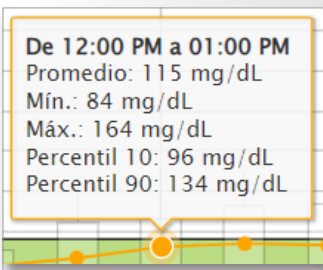 De 12:00 PM a 01:00 PM
Promedio: 115 mg/dL
Mín.: 84 mg/dL
Máx.: 164 mg/dL
Percentil 10: 96 mg/dL
Percentil 90: 134 mg/dL